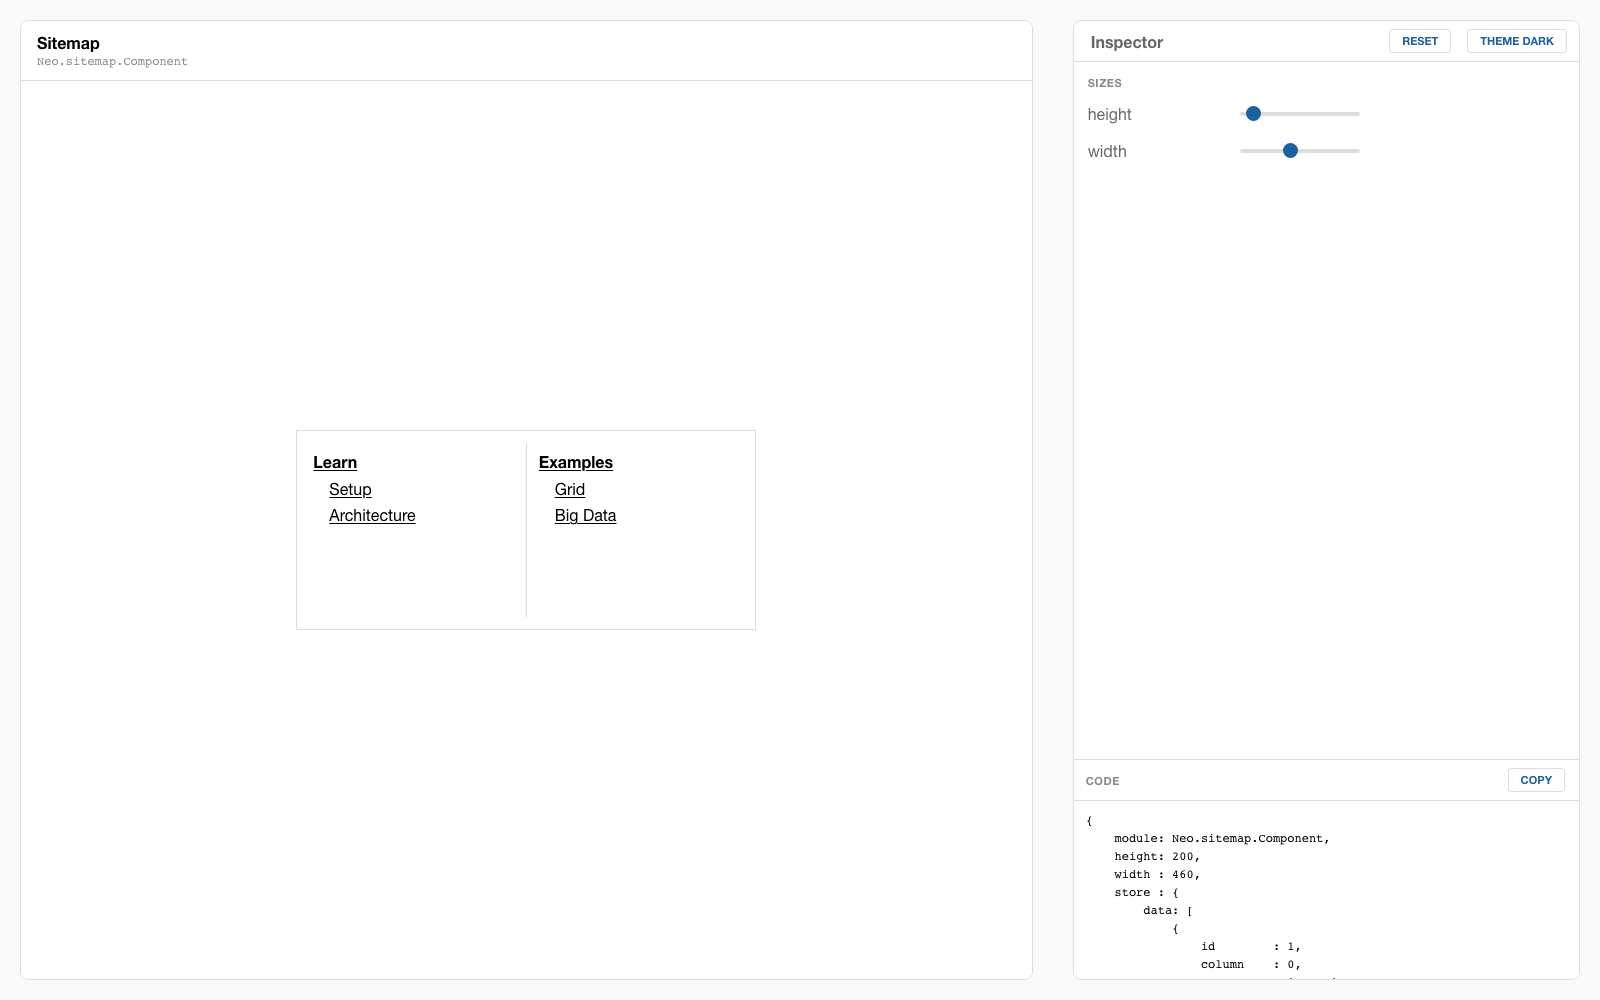 Sitemap
Neo.sitemap.Component
Learn
Setup
Architecture
Examples
Grid
Big Data
Inspector
RESET
THEME DARK
SIZES
height
width
CODE
COPY
{
    module: Neo.sitemap.Component,
    height: 200,
    width : 460,
    store : {
        data: [
            {
                id        : 1,
                column    : 0,